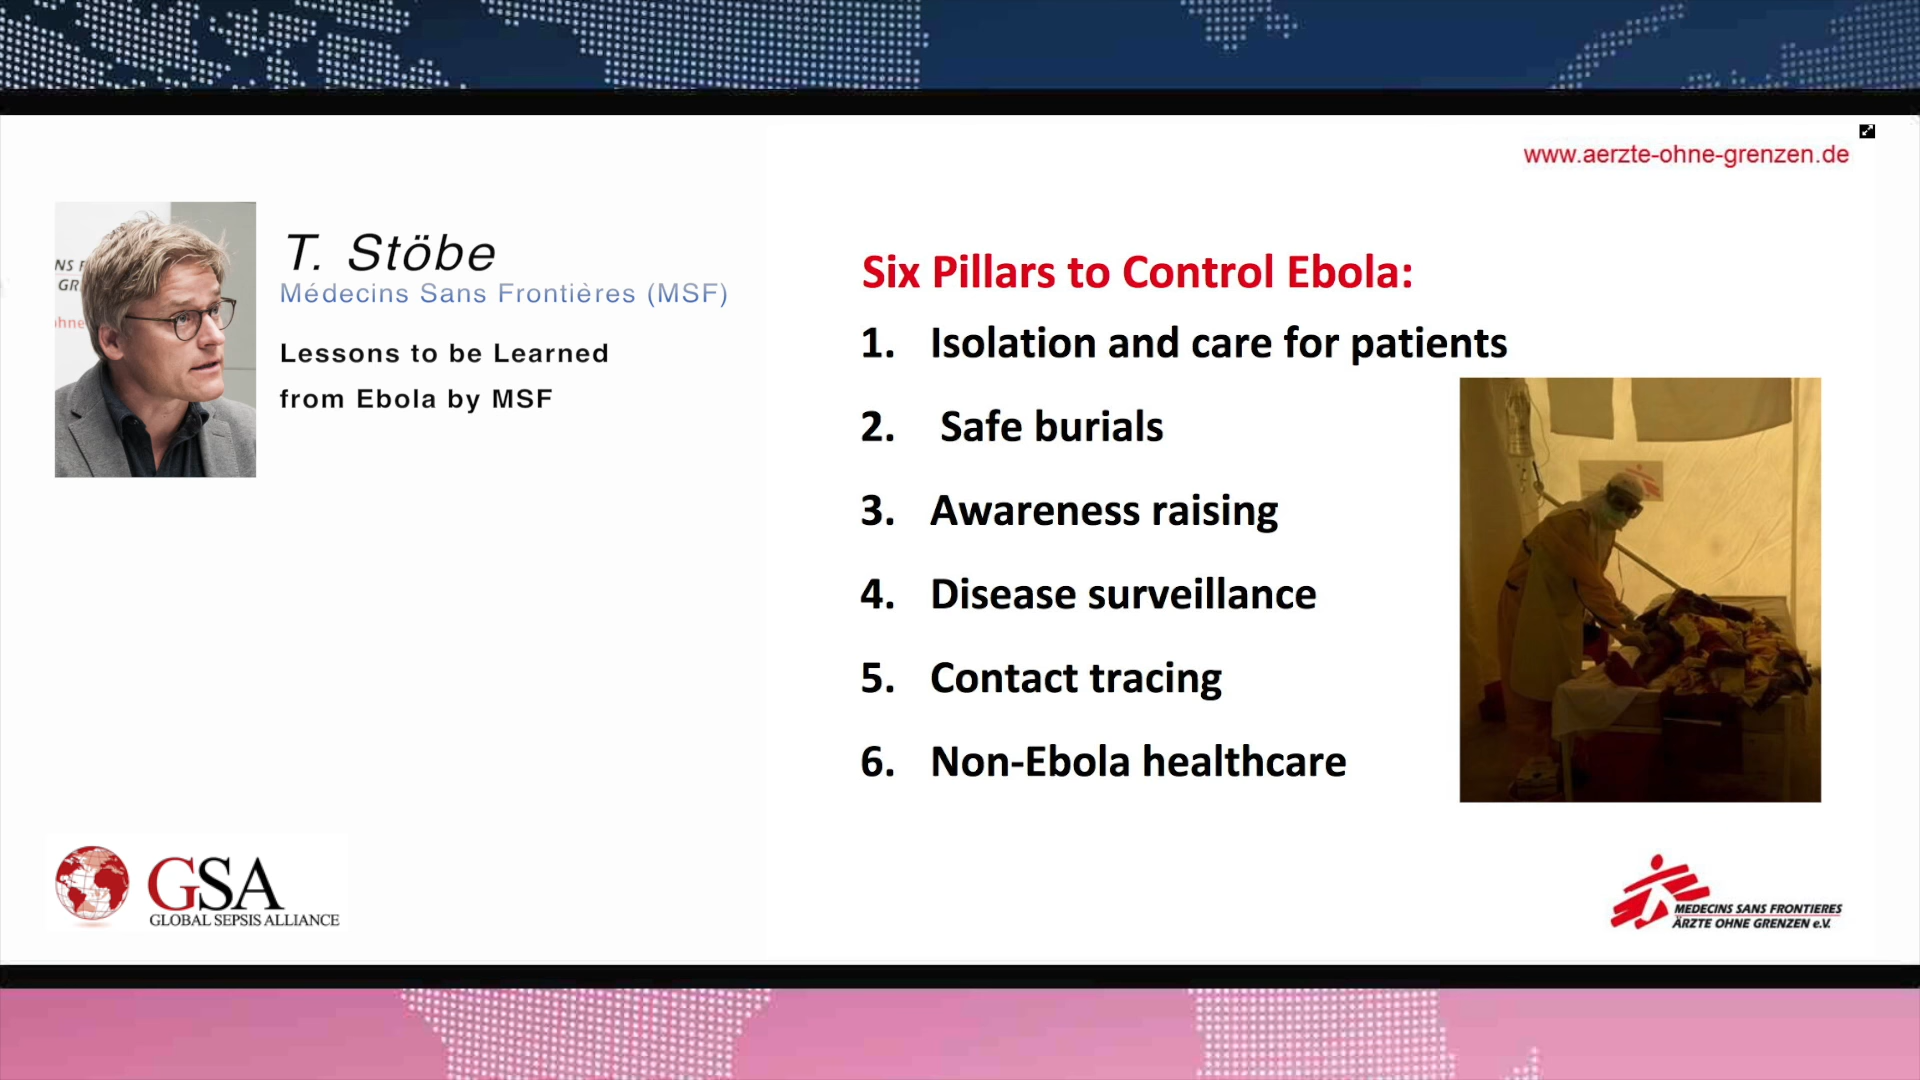 www.aerzte-ohne-grenzen.de
T. Stöbe
Médecins Sans Frontières (MSF)
Lessons to be Learned
from Ebola by MSF
Six Pillars to Control Ebola:
1. Isolation and care for patients
2. Safe burials
3. Awareness raising
4. Disease surveillance
5. Contact tracing
6. Non-Ebola healthcare
GSA
GLOBAL SEPSIS ALLIANCE
MEDECINS SANS FRONTIERES
ÄRZTE OHNE GRENZEN e.V.